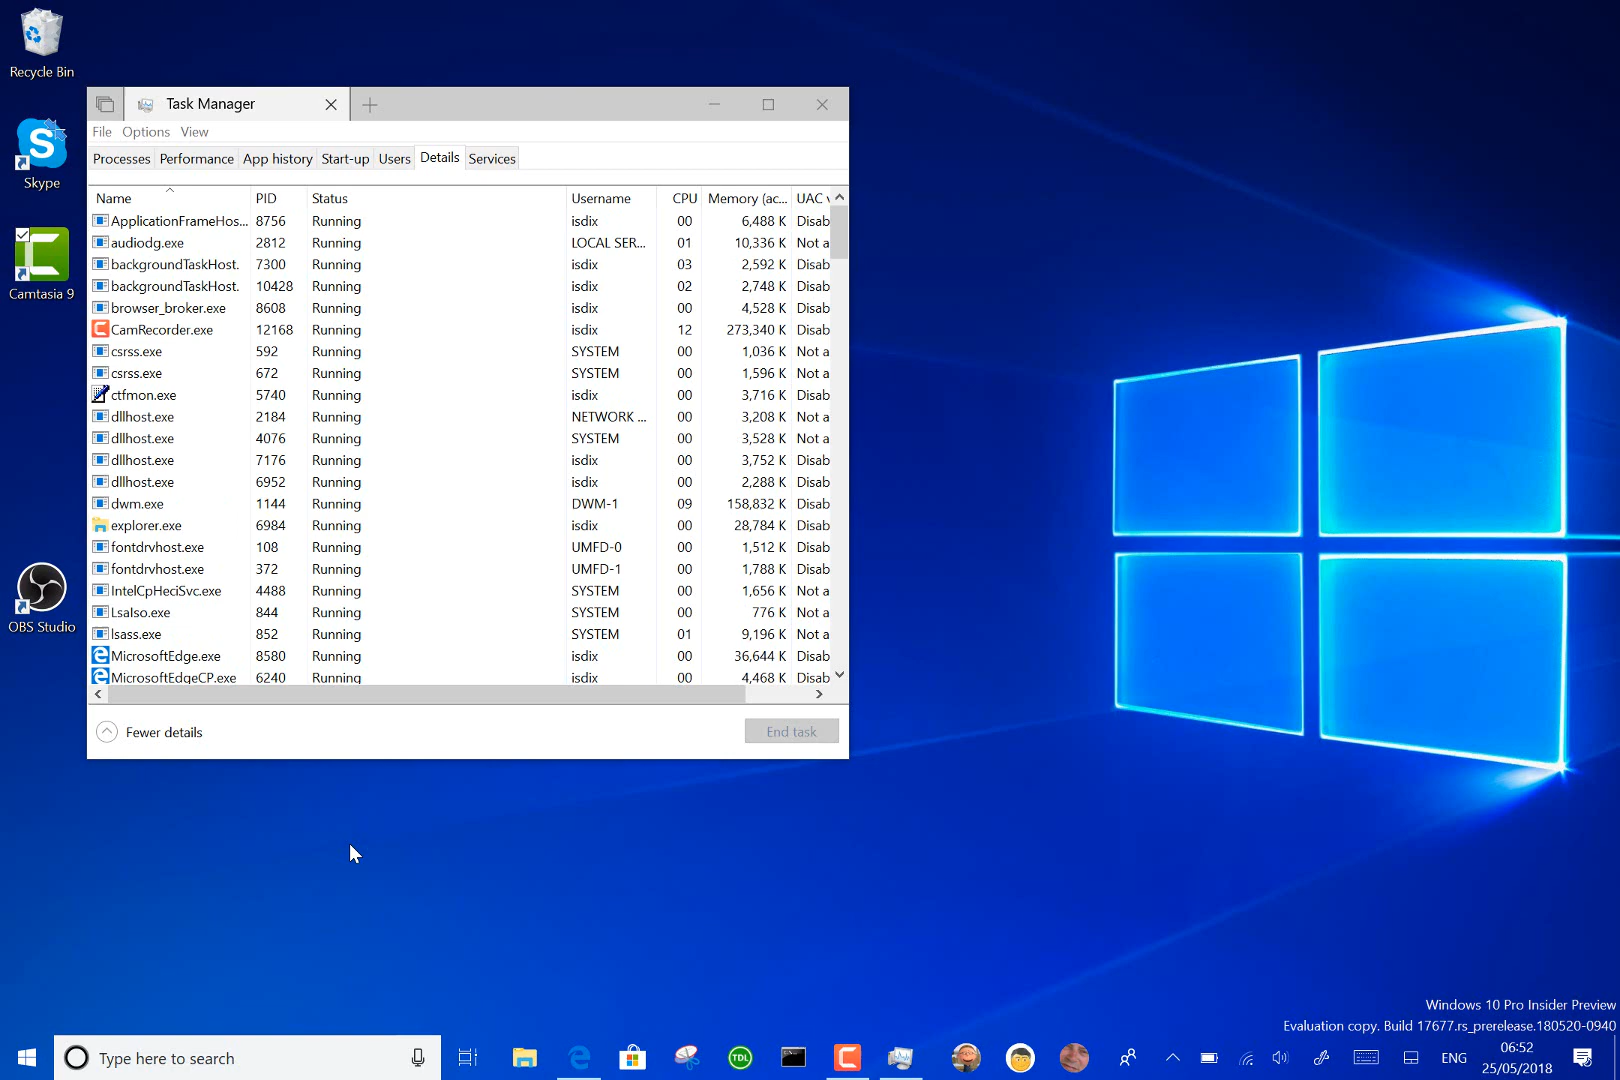 Recycle Bin
Skype
Camtasia 9
OBS Studio
Task Manager
File Options View
Processes Performance App history Start-up Users Details Services
Name PID Status Username CPU Memory (ac... UAC v
ApplicationFrameHos... 8756 Running isdix 00 6,488 K Disab
audiodg.exe 2812 Running LOCAL SER... 01 10,336 K Not a
backgroundTaskHost. 7300 Running isdix 03 2,592 K Disab
backgroundTaskHost. 10428 Running isdix 02 2,748 K Disab
browser_broker.exe 8608 Running isdix 00 4,528 K Disab
CamRecorder.exe 12168 Running isdix 12 273,340 K Disab
csrss.exe 592 Running SYSTEM 00 1,036 K Not a
csrss.exe 672 Running SYSTEM 00 1,596 K Not a
ctfmon.exe 5740 Running isdix 00 3,716 K Disab
dllhost.exe 2184 Running NETWORK ... 00 3,208 K Not a
dllhost.exe 4076 Running SYSTEM 00 3,528 K Not a
dllhost.exe 7176 Running isdix 00 3,752 K Disab
dllhost.exe 6952 Running isdix 00 2,288 K Disab
dwm.exe 1144 Running DWM-1 09 158,832 K Disab
explorer.exe 6984 Running isdix 00 28,784 K Disab
fontdrvhost.exe 108 Running UMFD-0 00 1,512 K Disab
fontdrvhost.exe 372 Running UMFD-1 00 1,788 K Disab
IntelCpHeciSvc.exe 4488 Running SYSTEM 00 1,656 K Not a
LsaIso.exe 844 Running SYSTEM 00 776 K Not a
lsass.exe 852 Running SYSTEM 01 9,196 K Not a
MicrosoftEdge.exe 8580 Running isdix 00 36,644 K Disab
MicrosoftEdgeCP.exe 6240 Running isdix 00 4,468 K Disab
Fewer details End task
Windows 10 Pro Insider Preview
Evaluation copy. Build 17677.rs_prerelease.180520-0940
Type here to search
TDL
ENG
06:52
25/05/2018